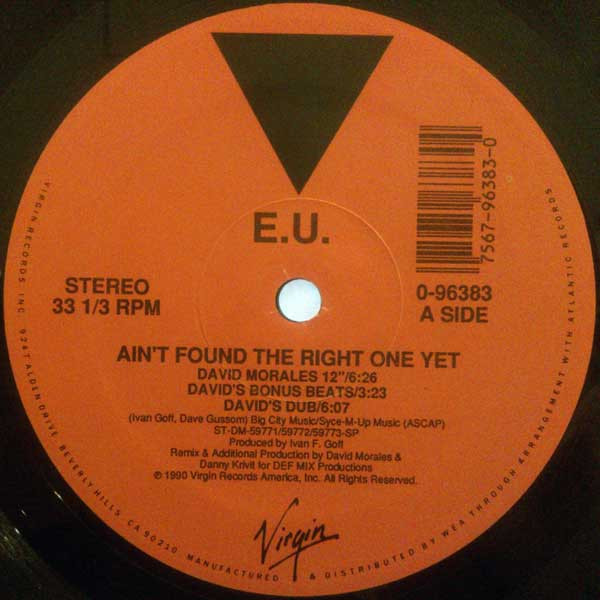 E.U.
7567-96383-0
STEREO
33 1/3 RPM
0-96383
A SIDE
AIN'T FOUND THE RIGHT ONE YET
DAVID MORALES 12"/6:26
DAVID'S BONUS BEATS/3:23
DAVID'S DUB/6:07
(Ivan Goff, Dave Gussom) Big City Music/Syce-M-Up Music (ASCAP)
ST-DM-59771/59772/59773-SP
Produced by Ivan F. Goff
Remix & Additional Production by David Morales &
Danny Krivit for DEF MIX Productions
℗ 1990 Virgin Records America, Inc. All Rights Reserved.
Virgin
VIRGIN RECORDS INC. 9247 ALDEN DRIVE, BEVERLY HILLS CA 90210 MANUFACTURED & DISTRIBUTED BY WEA THROUGH ARRANGEMENT WITH ATLANTIC RECORDS